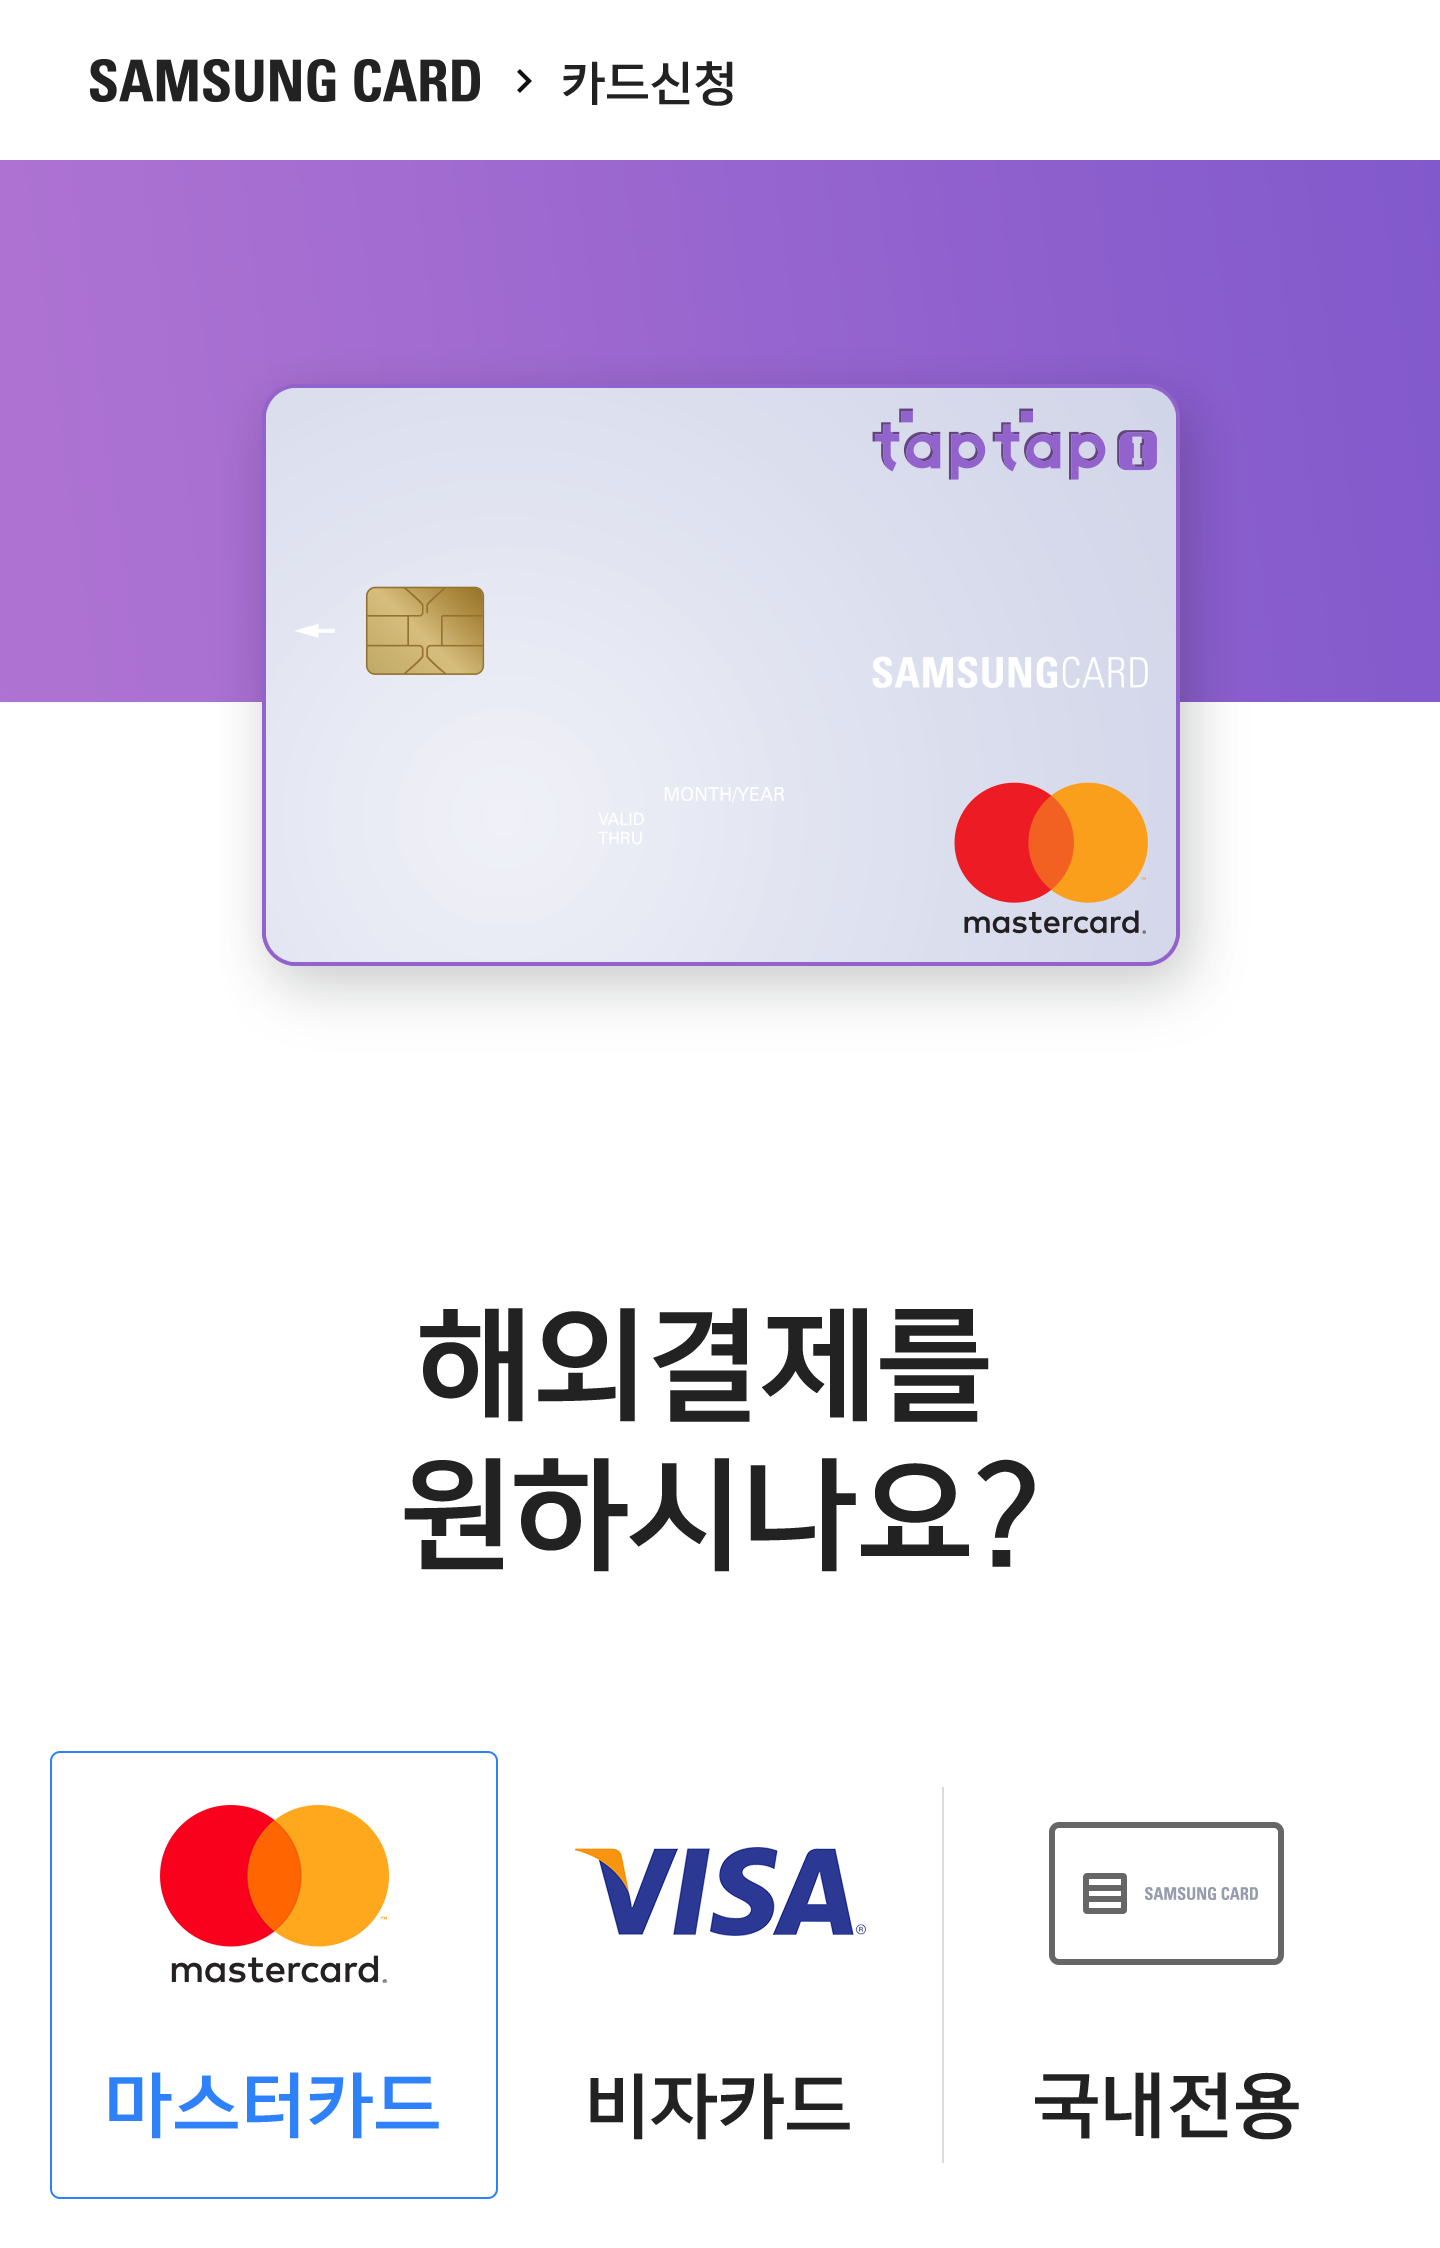 SAMSUNG CARD > 카드신청
taptap I
SAMSUNGCARD
MONTH/YEAR
VALID
THRU
mastercard.
해외결제를
원하시나요?
mastercard.
VISA
SAMSUNG CARD
마스터카드
비자카드
국내전용